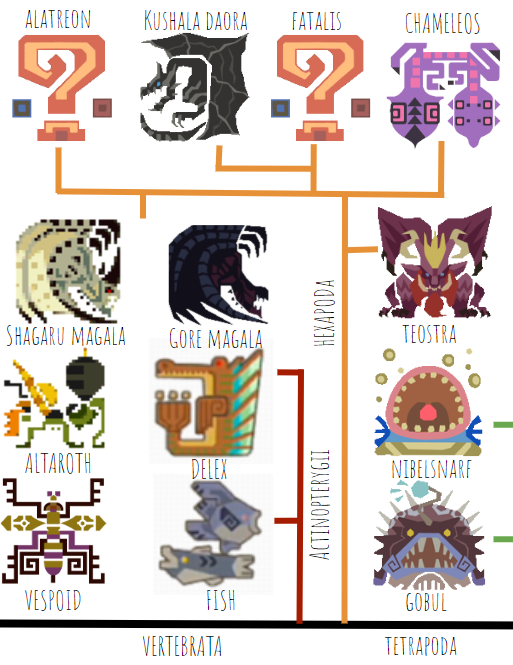 ALATREON
KUSHALA DAORA
FATALIS
CHAMELEOS
SHAGARU MAGALA
GORE MAGALA
HEXAPODA
TEOSTRA
ALTAROTH
DELEX
ACTINOPTERYGII
NIBELSNARF
VESPOID
FISH
GOBUL
VERTEBRATA
TETRAPODA